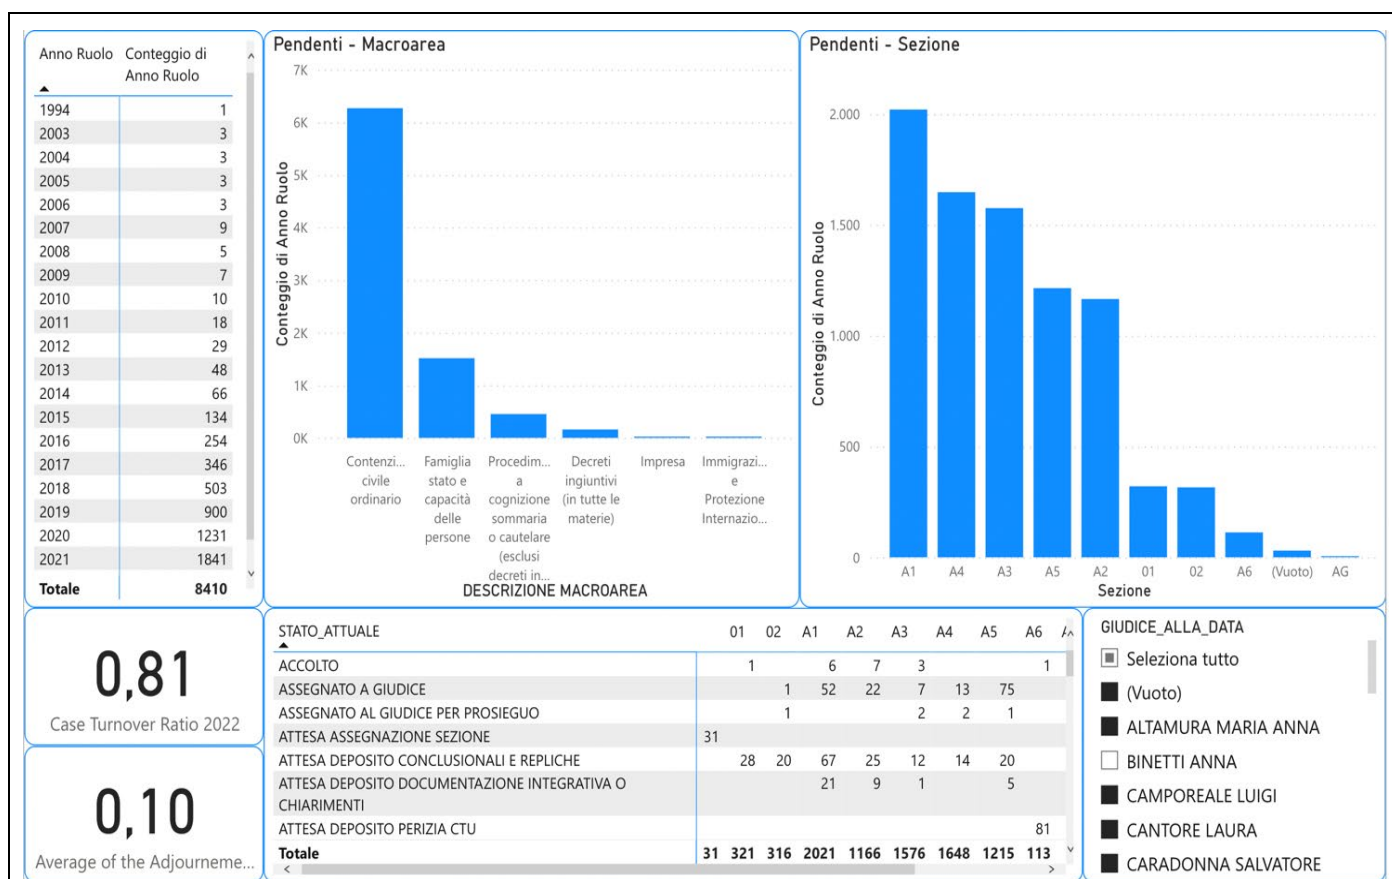 Anno Ruolo Conteggio di
Anno Ruolo
1994 1
2003 3
2004 3
2005 3
2006 3
2007 9
2008 5
2009 7
2010 10
2011 18
2012 29
2013 48
2014 66
2015 134
2016 254
2017 346
2018 503
2019 900
2020 1231
2021 1841
Totale 8410
Pendenti - Macroarea
Conteggio di Anno Ruolo
7K
6K
5K
4K
3K
2K
1K
0K
Contenzi...
civile
ordinario
Famiglia
stato e
capacità
delle
persone
Procedim...
a
cognizione
sommaria
o cautelare
(esclusi
decreti in...
Decreti
ingiuntivi
(in tutte le
materie)
Impresa
Immigrazi...
e
Protezione
Internazio...
DESCRIZIONE MACROAREA
Pendenti - Sezione
Conteggio di Anno Ruolo
2.000
1.500
1.000
500
0
A1 A4 A3 A5 A2 01 02 A6 (Vuoto) AG
Sezione
0,81
Case Turnover Ratio 2022
0,10
Average of the Adjourneme...
STATO_ATTUALE 01 02 A1 A2 A3 A4 A5 A6
ACCOLTO 1 6 7 3 1
ASSEGNATO A GIUDICE 1 52 22 7 13 75
ASSEGNATO AL GIUDICE PER PROSIEGUO 1 2 2 1
ATTESA ASSEGNAZIONE SEZIONE 31
ATTESA DEPOSITO CONCLUSIONALI E REPLICHE 28 20 67 25 12 14 20
ATTESA DEPOSITO DOCUMENTAZIONE INTEGRATIVA O 21 9 1 5
CHIARIMENTI
ATTESA DEPOSITO PERIZIA CTU 81
Totale 31 321 316 2021 1166 1576 1648 1215 113
GIUDICE_ALLA_DATA
Seleziona tutto
(Vuoto)
ALTAMURA MARIA ANNA
BINETTI ANNA
CAMPOREALE LUIGI
CANTORE LAURA
CARADONNA SALVATORE